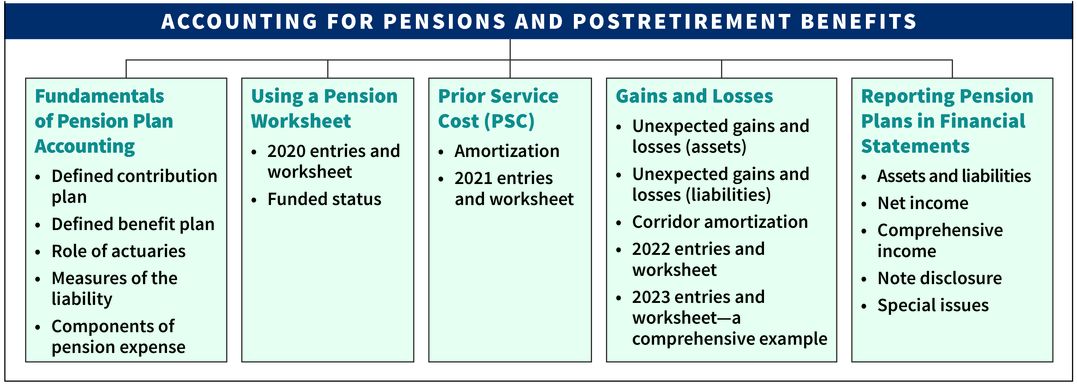 ACCOUNTING FOR PENSIONS AND POSTRETIREMENT BENEFITS
Fundamentals
of Pension Plan
Accounting
• Defined contribution
plan
• Defined benefit plan
• Role of actuaries
• Measures of the
liability
• Components of
pension expense
Using a Pension
Worksheet
• 2020 entries and
worksheet
• Funded status
Prior Service
Cost (PSC)
• Amortization
• 2021 entries
and worksheet
Gains and Losses
• Unexpected gains and
losses (assets)
• Unexpected gains and
losses (liabilities)
• Corridor amortization
• 2022 entries and
worksheet
• 2023 entries and
worksheet—a
comprehensive example
Reporting Pension
Plans in Financial
Statements
• Assets and liabilities
• Net income
• Comprehensive
income
• Note disclosure
• Special issues